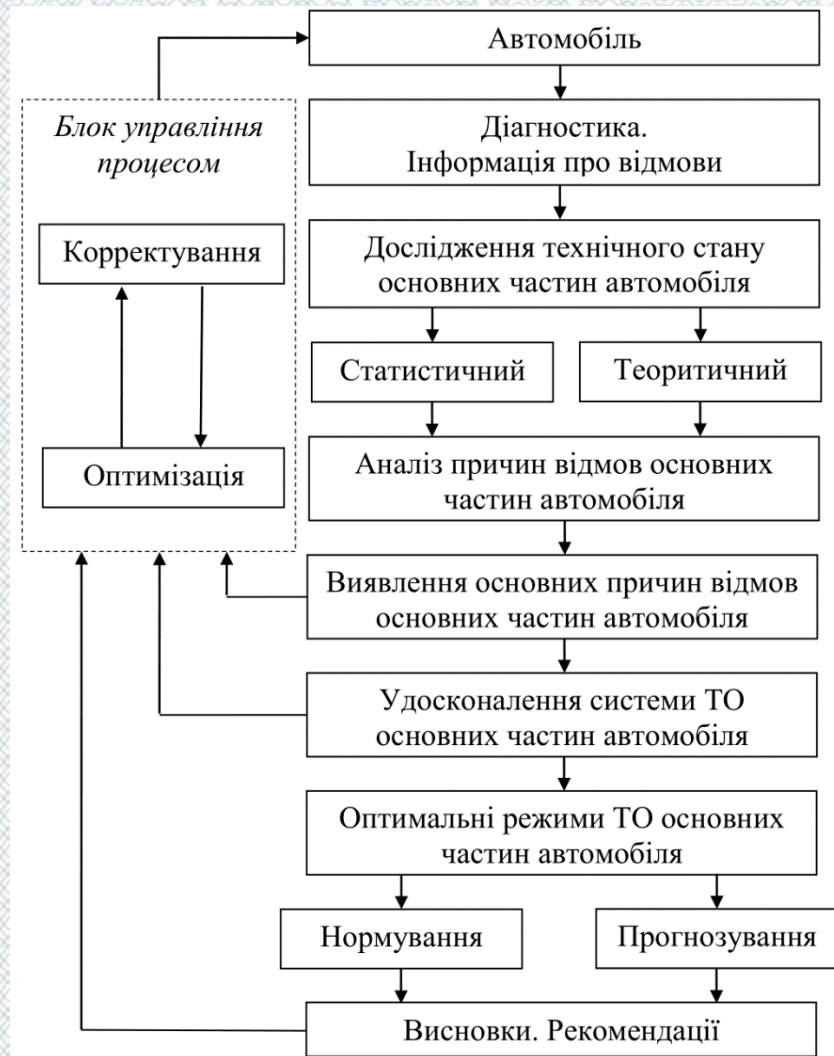 Автомобіль
Блок управління
процесом
Діагностика.
Інформація про відмови
Корректування
Дослідження технічного стану
основних частин автомобіля
Статистичний
Теоритичний
Оптимізація
Аналіз причин відмов основних
частин автомобіля
Виявлення основних причин відмов
основних частин автомобіля
Удосконалення системи ТО
основних частин автомобіля
Оптимальні режими ТО основних
частин автомобіля
Нормування
Прогнозування
Висновки. Рекомендації